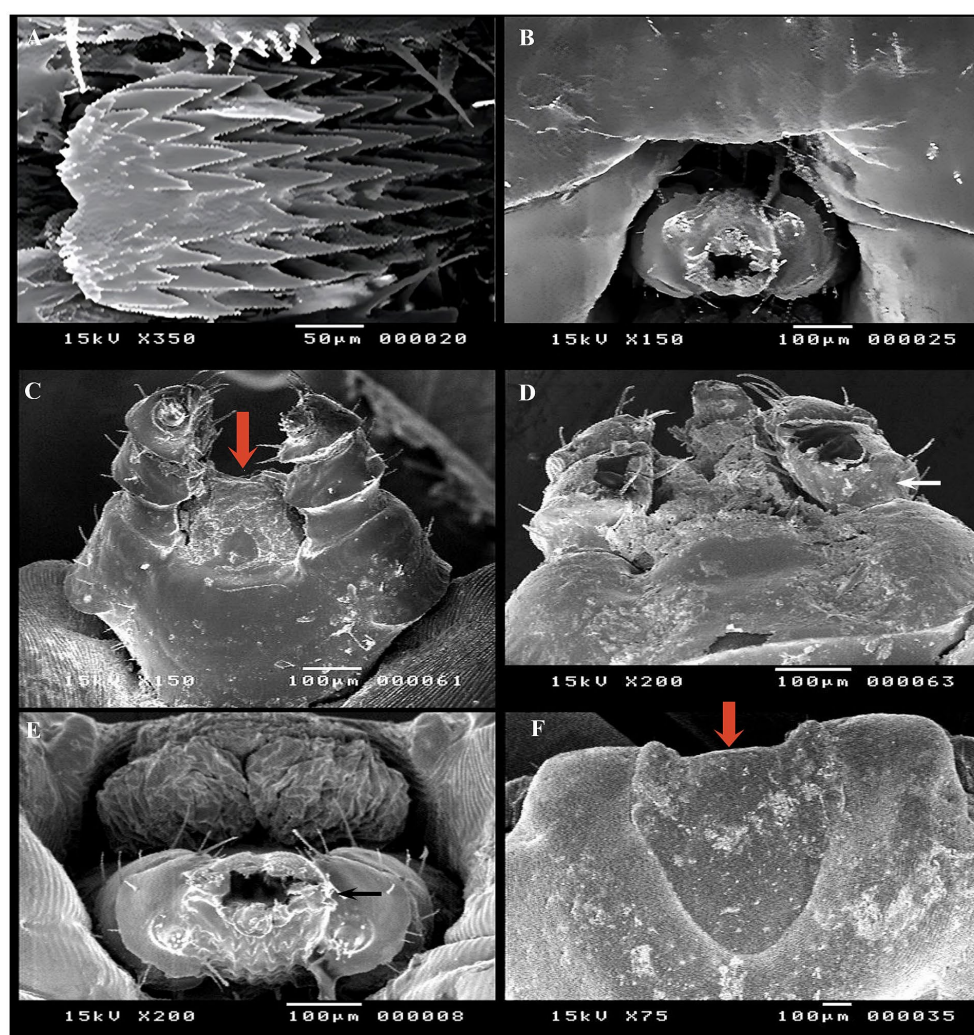 A
B
15kV X350 50µm 000020
15kV X150 100µm 000025
C
D
15kV X150 100µm 000061
15kV X200 100µm 000063
E
F
15kV X200 100µm 000008
15kV X75 000035